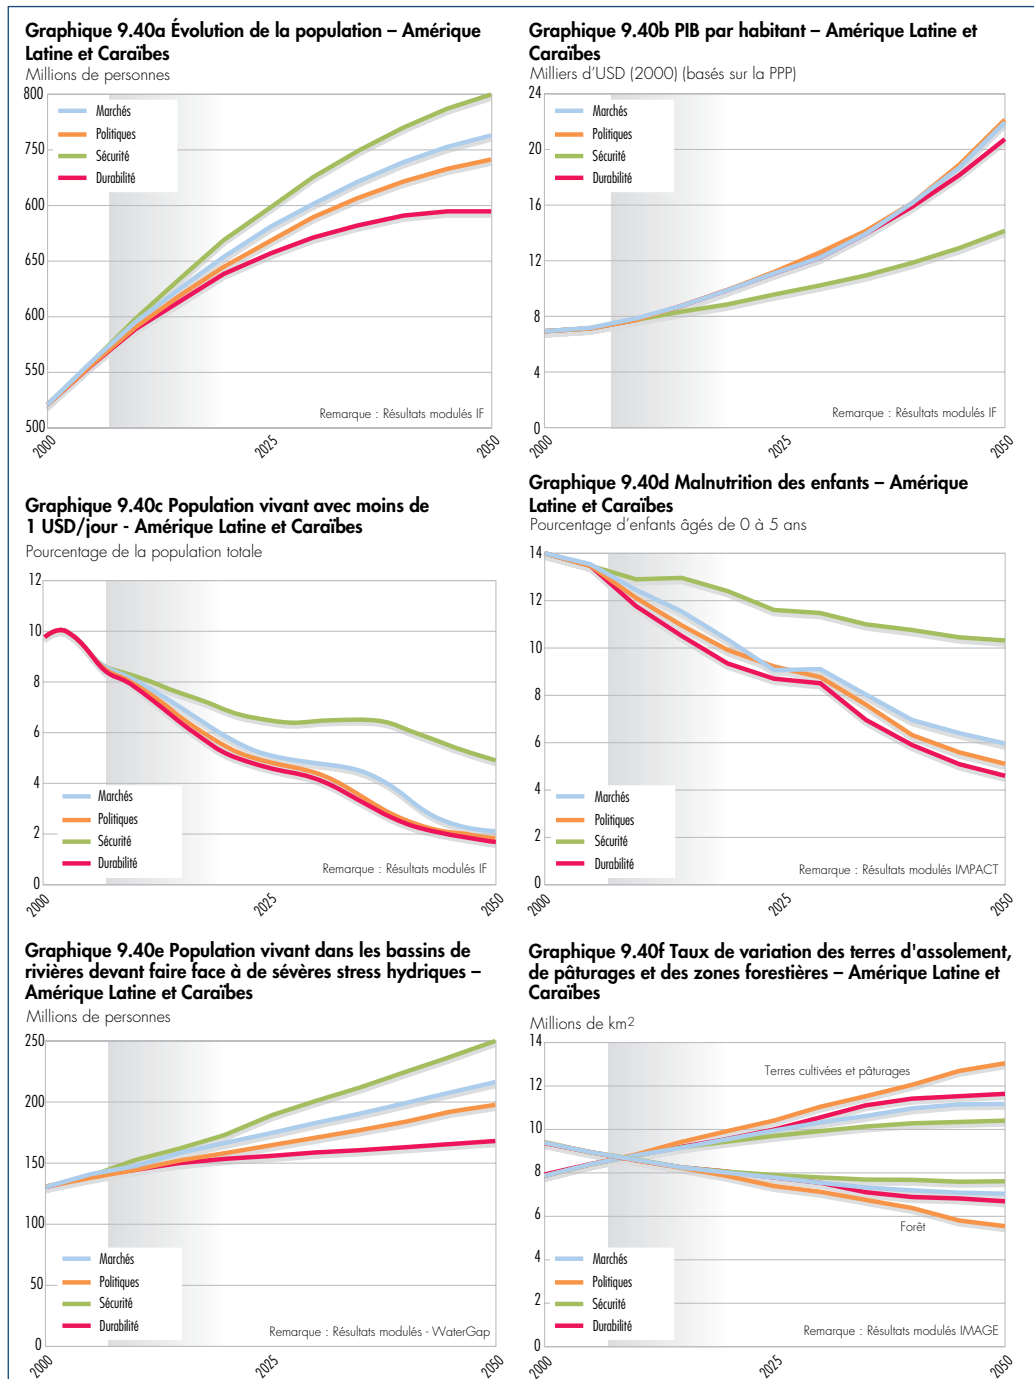 Graphique 9.40a Évolution de la population – Amérique
Latine et Caraïbes
Millions de personnes
800
750
600
650
600
550
500
Marchés
Politiques
Sécurité
Durabilité
Remarque : Résultats modulés IF
2000
2025
2050
Graphique 9.40b PIB par habitant – Amérique Latine et
Caraïbes
Milliers d’USD (2000) (basés sur la PPP)
24
20
16
12
8
4
0
Marchés
Politiques
Sécurité
Durabilité
Remarque : Résultats modulés IF
2000
2025
2050
Graphique 9.40c Population vivant avec moins de
1 USD/jour - Amérique Latine et Caraïbes
Pourcentage de la population totale
12
10
8
6
4
2
0
Marchés
Politiques
Sécurité
Durabilité
Remarque : Résultats modulés IF
2000
2025
2050
Graphique 9.40d Malnutrition des enfants – Amérique
Latine et Caraïbes
Pourcentage d’enfants âgés de 0 à 5 ans
14
12
10
8
6
4
2
0
Marchés
Politiques
Sécurité
Durabilité
Remarque : Résultats modulés IMPACT
2000
2025
2050
Graphique 9.40e Population vivant dans les bassins de
rivières devant faire face à de sévères stress hydriques –
Amérique Latine et Caraïbes
Millions de personnes
250
200
150
100
50
0
Marchés
Politiques
Sécurité
Durabilité
Remarque : Résultats modulés - WaterGap
2000
2025
2050
Graphique 9.40f Taux de variation des terres d'assolement,
de pâturages et des zones forestières – Amérique Latine et
Caraïbes
Millions de km2
14
12
10
8
6
4
2
0
Terres cultivées et pâturages
Forêt
Marchés
Politiques
Sécurité
Durabilité
Remarque : Résultats modulés IMAGE
2000
2025
2050